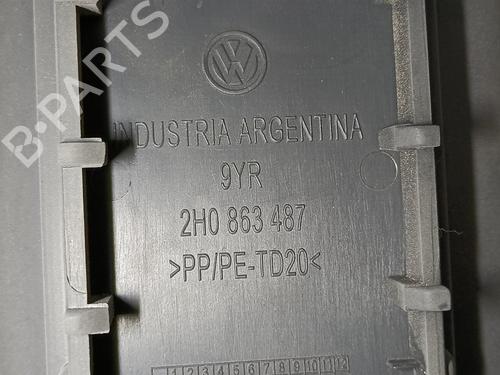 B·PARTS
INDUSTRIA ARGENTINA
9YR
2H0 863 487
>PP/PE-TD20<
1 2 3 4 5 6 7 8 9 10 11 12